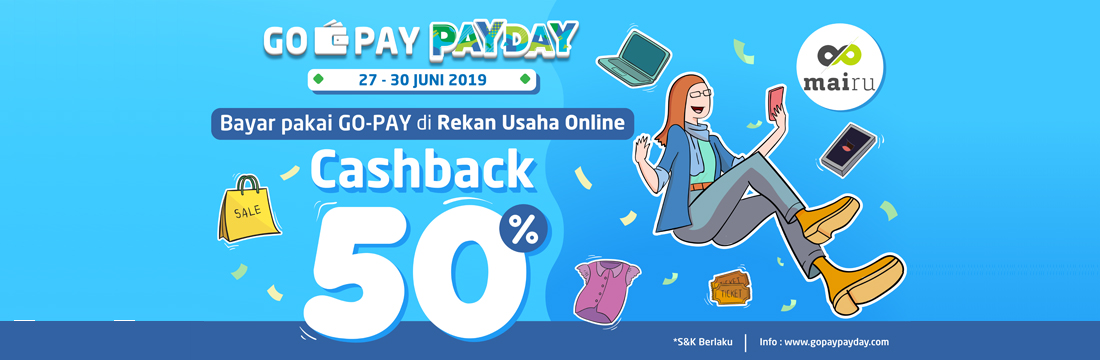 GO PAY PAYDAY
27 - 30 JUNI 2019
Bayar pakai GO-PAY di Rekan Usaha Online
Cashback
50%
SALE
mairu
TICKET
*S&K Berlaku
Info : www.gopaypayday.com